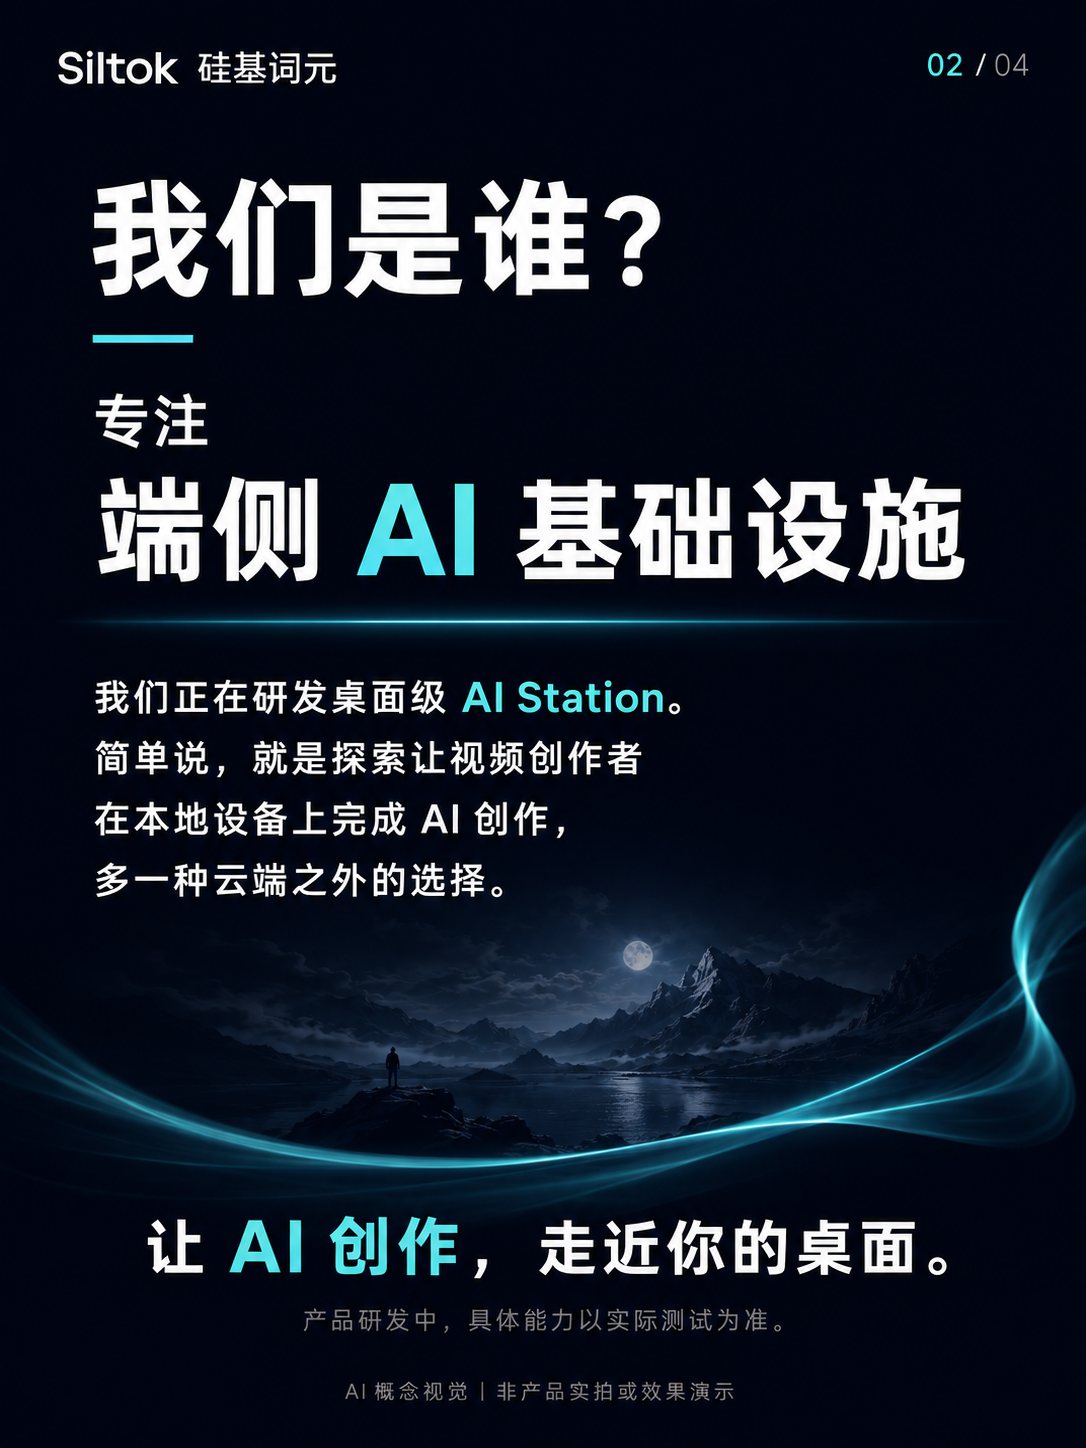 Siltok 硅基词元
02 / 04
我们是谁？
专注
端侧 AI 基础设施
我们正在研发桌面级 AI Station。
简单说，就是探索让视频创作者
在本地设备上完成 AI 创作，
多一种云端之外的选择。
让 AI 创作，走近你的桌面。
产品研发中，具体能力以实际测试为准。
AI 概念视觉｜非产品实拍或效果演示